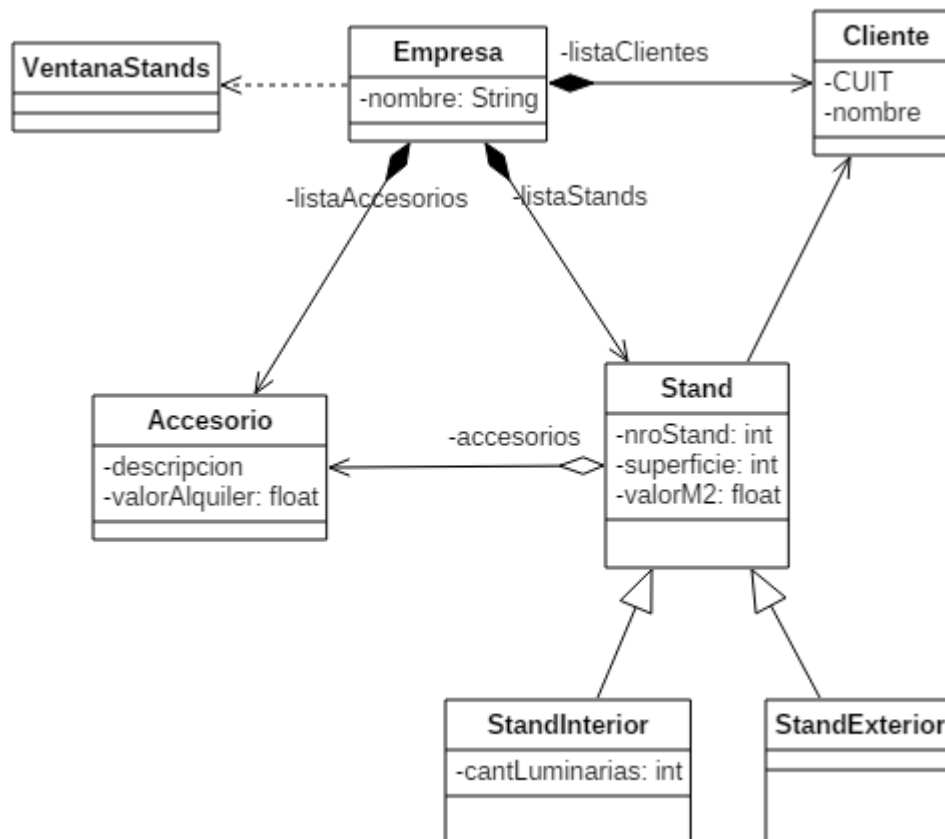 VentanaStands
Empresa
-nombre: String
-listaClientes
Cliente
-CUIT
-nombre
-listaAccesorios
-listaStands
Accesorio
-descripcion
-valorAlquiler: float
-accesorios
Stand
-nroStand: int
-superficie: int
-valorM2: float
StandInterior
-cantLuminarias: int
StandExterior